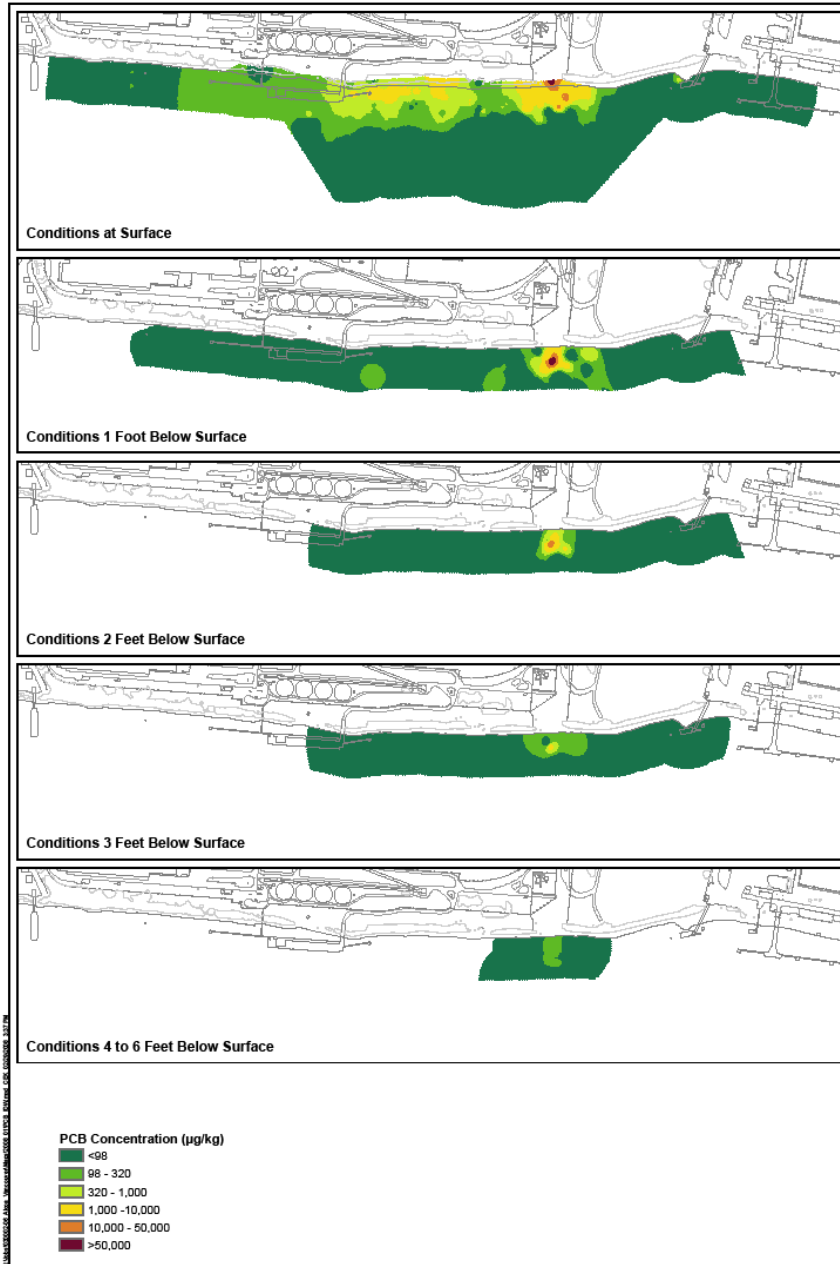 Conditions at Surface
Conditions 1 Foot Below Surface
Conditions 2 Feet Below Surface
Conditions 3 Feet Below Surface
Conditions 4 to 6 Feet Below Surface
PCB Concentration (µg/kg)
<98
98 - 320
320 - 1,000
1,000 -10,000
10,000 - 50,000
>50,000